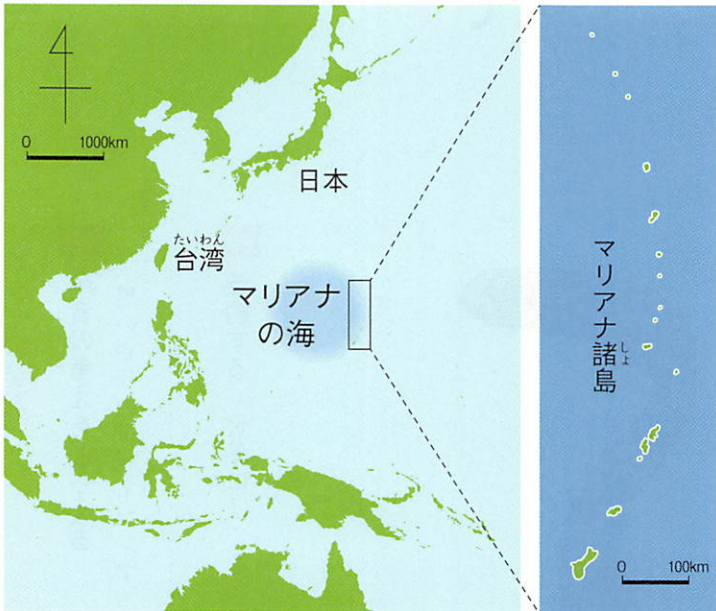 0 1000km
日本
たいわん
台湾
マリアナ
の海
マリアナ諸島
しょ
0 100km